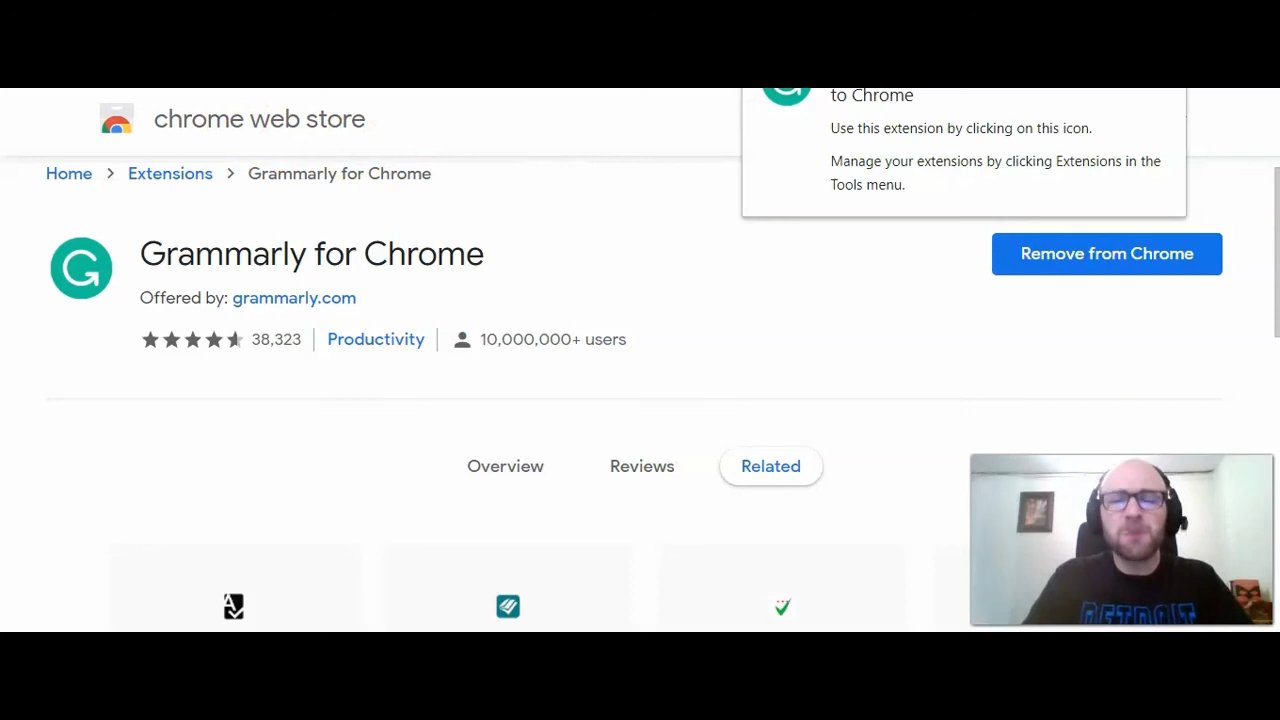 chrome web store
to Chrome
Use this extension by clicking on this icon.
Manage your extensions by clicking Extensions in the
Tools menu.
Home > Extensions > Grammarly for Chrome
Grammarly for Chrome
Remove from Chrome
Offered by: grammarly.com
38,323 | Productivity | 10,000,000+ users
Overview
Reviews
Related
DETROIT